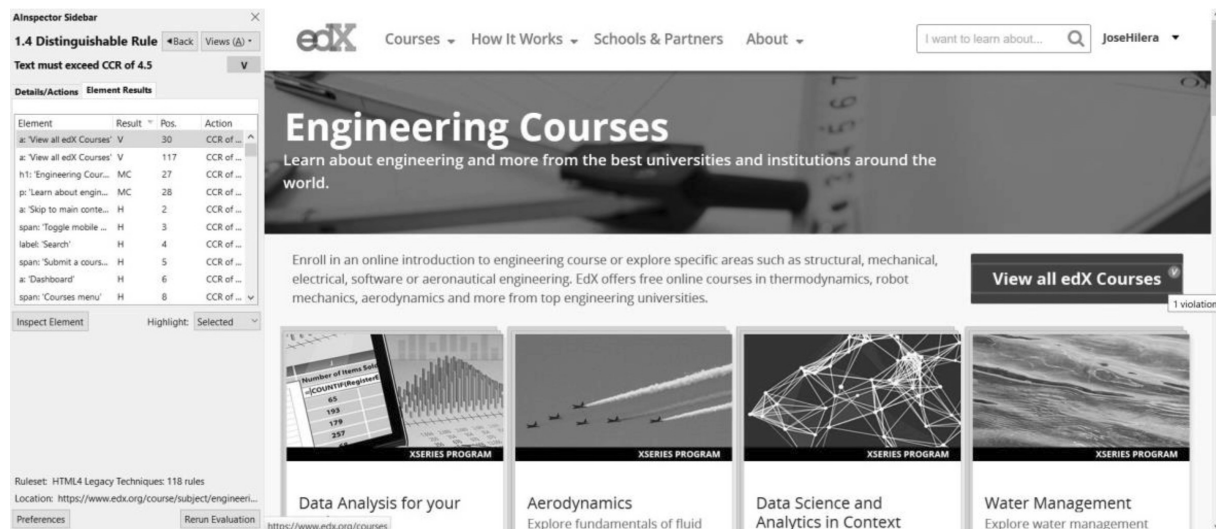 AInspector Sidebar
1.4 Distinguishable Rule ◄Back Views (A)
Text must exceed CCR of 4.5 V
Details/Actions Element Results
Element Result Pos. Action
a: 'View all edX Courses' V 30 CCR of ...
a: 'View all edX Courses' V 117 CCR of ...
h1: 'Engineering Cour... MC 27 CCR of ...
p: 'Learn about engin... MC 28 CCR of ...
a: 'Skip to main conte... H 2 CCR of ...
span: 'Toggle mobile ... H 3 CCR of ...
label: 'Search' H 4 CCR of ...
span: 'Submit a cours... H 5 CCR of ...
a: 'Dashboard' H 6 CCR of ...
span: 'Courses menu' H 8 CCR of ...
Inspect Element Highlight: Selected
Ruleset: HTML4 Legacy Techniques: 118 rules
Location: https://www.edx.org/course/subject/engineeri...
Preferences Rerun Evaluation
edX Courses How It Works Schools & Partners About I want to learn about... JoseHilera
Engineering Courses
Learn about engineering and more from the best universities and institutions around the
world.
Enroll in an online introduction to engineering course or explore specific areas such as structural, mechanical,
electrical, software or aeronautical engineering. EdX offers free online courses in thermodynamics, robot
mechanics, aerodynamics and more from top engineering universities.
View all edX Courses V
1 violation
Number of Items Sold
=COUNTIF(RegisterE
65
193
179
257
XSERIES PROGRAM XSERIES PROGRAM XSERIES PROGRAM XSERIES PROGRAM
Data Analysis for your
Aerodynamics
Explore fundamentals of fluid
Data Science and
Analytics in Context
Water Management
Explore water management
https://www.edx.org/courses